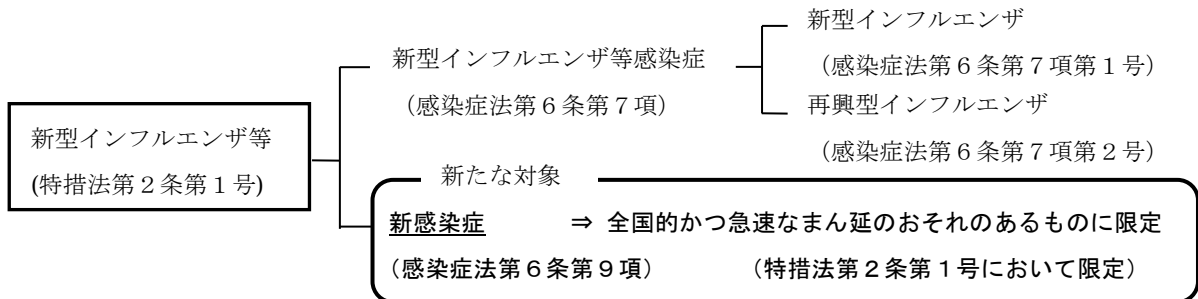 新型インフルエンザ等
(特措法第２条第１号)
新型インフルエンザ等感染症
（感染症法第６条第７項）
新型インフルエンザ
（感染症法第６条第７項第１号）
再興型インフルエンザ
（感染症法第６条第７項第２号）
新たな対象
新感染症 ⇒ 全国的かつ急速なまん延のおそれのあるものに限定
（感染症法第６条第９項） （特措法第２条第１号において限定）